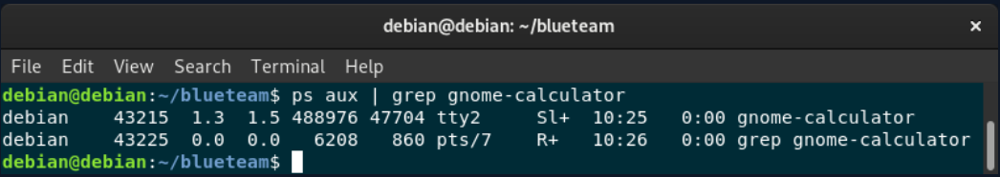 debian@debian: ~/blueteam ×
File Edit View Search Terminal Help
debian@debian:~/blueteam$ ps aux | grep gnome-calculator
debian    43215  1.3  1.5 488976 47704 tty2     Sl+  10:25   0:00 gnome-calculator
debian    43225  0.0  0.0   6208   860 pts/7    R+   10:26   0:00 grep gnome-calculator
debian@debian:~/blueteam$